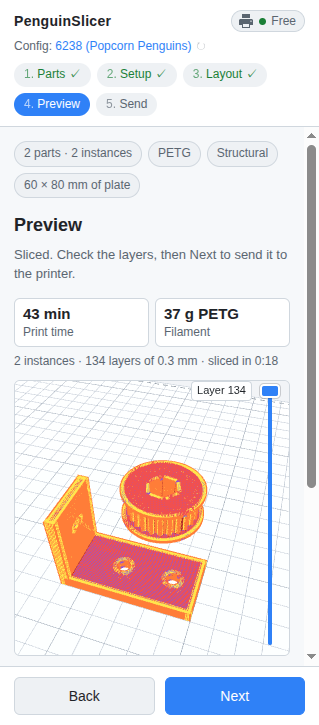 PenguinSlicer
Free
Config: 6238 (Popcorn Penguins)
1. Parts ✓
2. Setup ✓
3. Layout ✓
4. Preview
5. Send
2 parts · 2 instances
PETG
Structural
60 × 80 mm of plate
Preview
Sliced. Check the layers, then Next to send it to
the printer.
43 min
Print time
37 g PETG
Filament
2 instances · 134 layers of 0.3 mm · sliced in 0:18
Layer 134
Back
Next